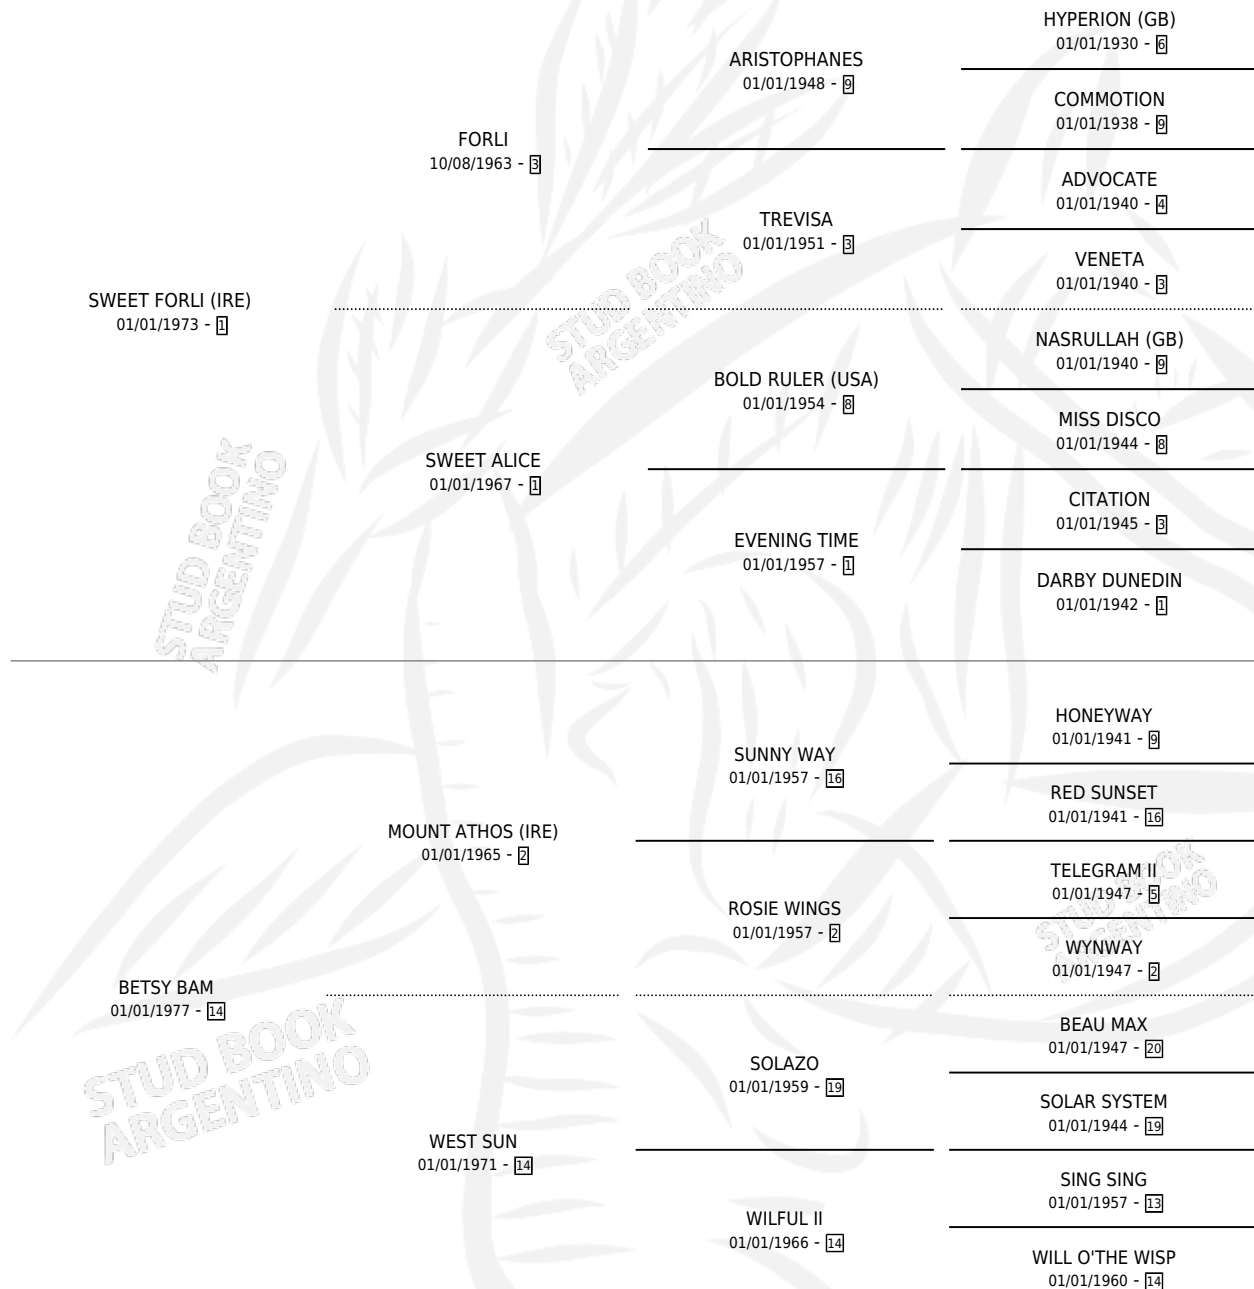 HYPERION (GB)
01/01/1930 - 6
ARISTOPHANES
01/01/1948 - 9
COMMOTION
01/01/1938 - 9
FORLI
10/08/1963 - 3
ADVOCATE
01/01/1940 - 4
TREVISA
01/01/1951 - 3
VENETA
01/01/1940 - 3
SWEET FORLI (IRE)
01/01/1973 - 1
NASRULLAH (GB)
01/01/1940 - 9
BOLD RULER (USA)
01/01/1954 - 8
MISS DISCO
01/01/1944 - 8
SWEET ALICE
01/01/1967 - 1
CITATION
01/01/1945 - 3
EVENING TIME
01/01/1957 - 1
DARBY DUNEDIN
01/01/1942 - 1
HONEYWAY
01/01/1941 - 9
SUNNY WAY
01/01/1957 - 16
RED SUNSET
01/01/1941 - 16
MOUNT ATHOS (IRE)
01/01/1965 - 2
TELEGRAM II
01/01/1947 - 5
ROSIE WINGS
01/01/1957 - 2
WYNWAY
01/01/1947 - 2
BETSY BAM
01/01/1977 - 14
BEAU MAX
01/01/1947 - 20
SOLAZO
01/01/1959 - 19
SOLAR SYSTEM
01/01/1944 - 19
WEST SUN
01/01/1971 - 14
SING SING
01/01/1957 - 13
WILFUL II
01/01/1966 - 14
WILL O'THE WISP
01/01/1960 - 14
STUD BOOK
ARGENTINO
STUD BOOK
ARGENTINO
STUD BOOK
ARGENTINO
STUD BOOK
ARGENTINO